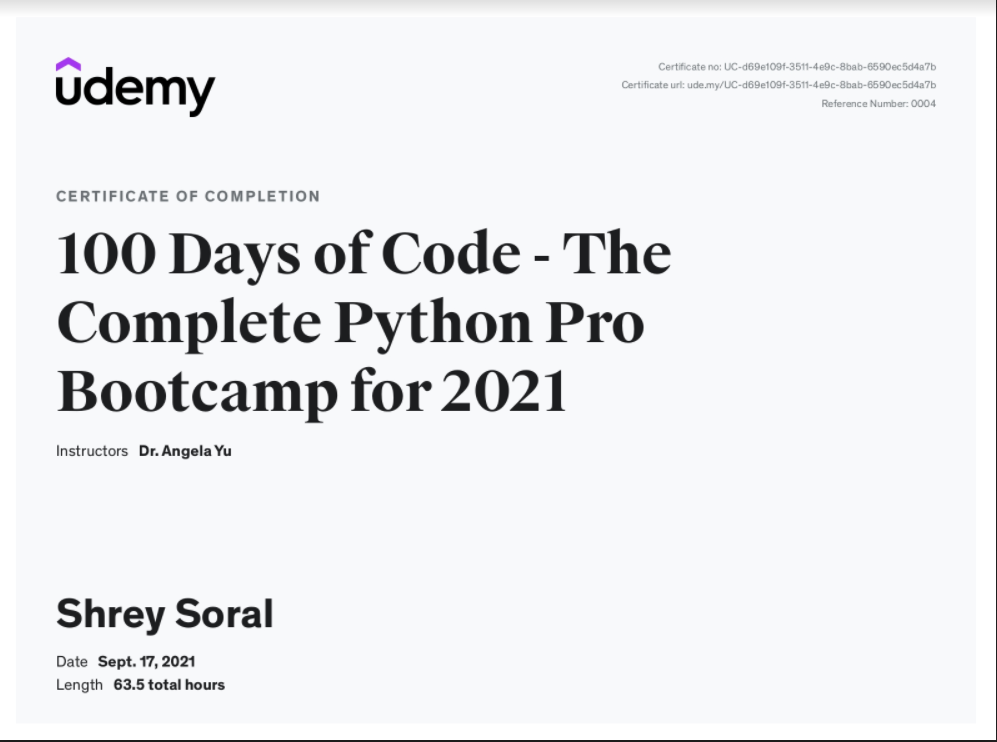 udemy
Certificate no: UC-d69e109f-3511-4e9c-8bab-6590ec5d4a7b
Certificate url: ude.my/UC-d69e109f-3511-4e9c-8bab-6590ec5d4a7b
Reference Number: 0004
CERTIFICATE OF COMPLETION
100 Days of Code - The
Complete Python Pro
Bootcamp for 2021
Instructors Dr. Angela Yu
Shrey Soral
Date Sept. 17, 2021
Length 63.5 total hours